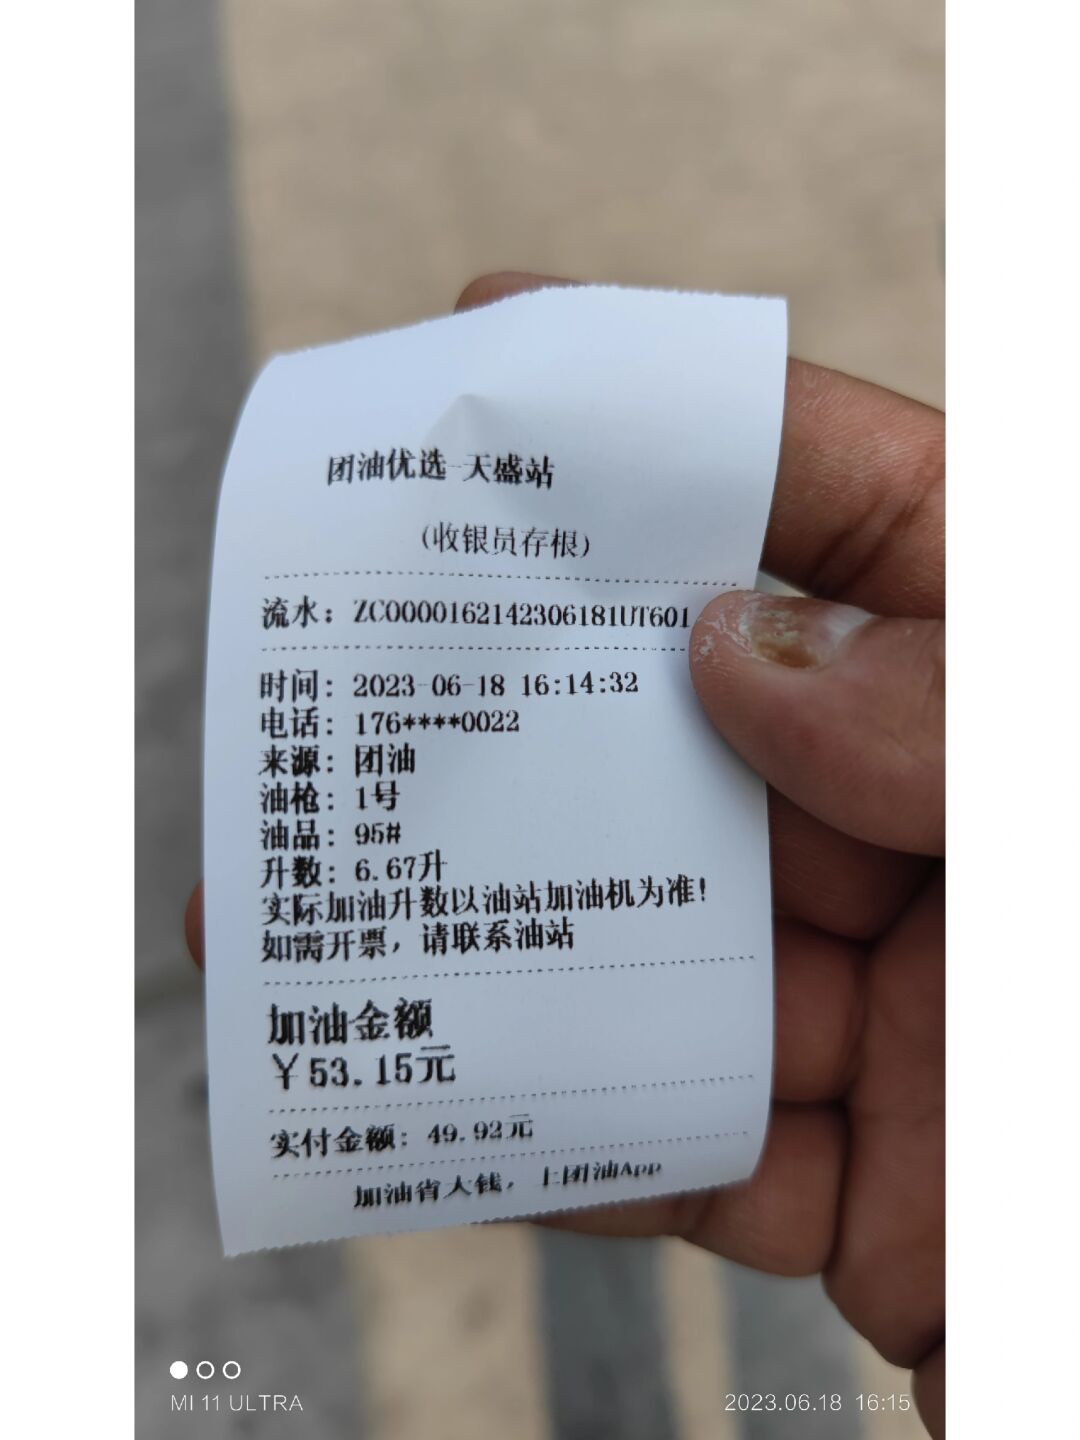 团油优选-天盛站
(收银员存根)
流水：ZC0000162142306181UT601
时间：2023-06-18 16:14:32
电话：176****0022
来源：团油
油枪：1号
油品：95#
升数：6.67升
实际加油升数以油站加油机为准!
如需开票，请联系油站
加油金额
￥53.15元
实付金额：49.92元
加油省大钱，上团油App
MI 11 ULTRA
2023.06.18 16:15